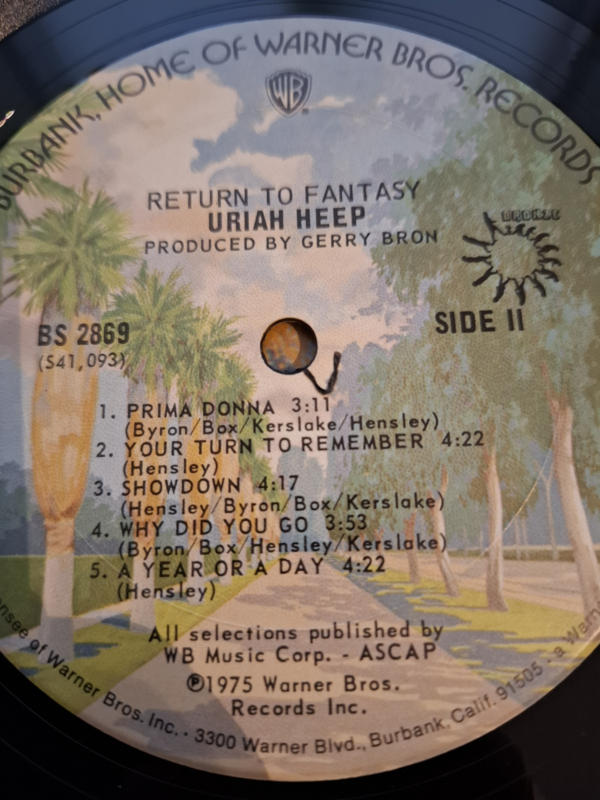 BURBANK, HOME OF WARNER BROS. RECORDS
WB
RETURN TO FANTASY
URIAH HEEP
PRODUCED BY GERRY BRON
BRONZE
BS 2869
(S41,093)
SIDE II
1. PRIMA DONNA 3:11
(Byron/Box/Kerslake/Hensley)
2. YOUR TURN TO REMEMBER 4:22
(Hensley)
3. SHOWDOWN 4:17
(Hensley/Byron/Box/Kerslake)
4. WHY DID YOU GO 3:53
(Byron/Box/Hensley/Kerslake)
5. A YEAR OR A DAY 4:22
(Hensley)
All selections published by
WB Music Corp. - ASCAP
℗1975 Warner Bros.
Records Inc.
of Warner Bros. Inc. · 3300 Warner Blvd., Burbank, Calif. 91505 · a